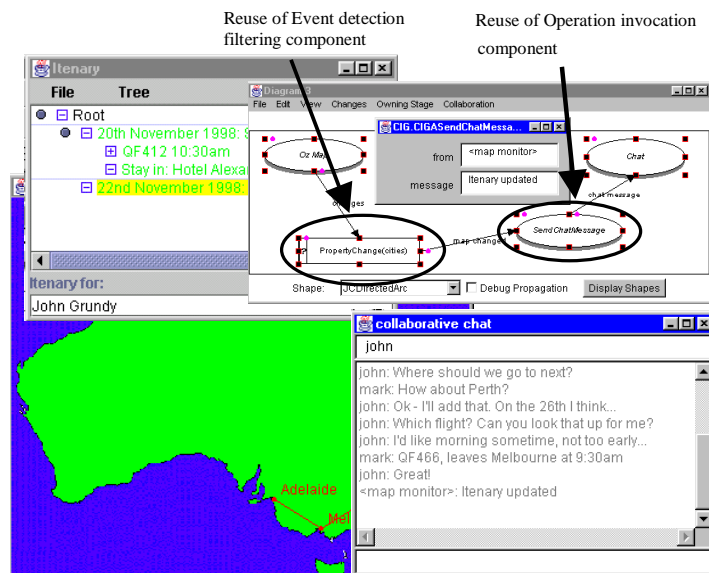 Reuse of Event detection
filtering component
Reuse of Operation invocation
component
Itenary
File Tree
Root
20th November 1998:
QF412 10:30am
Stay in: Hotel
22nd November 1998:
Itenary for:
John Grundy
File Edit View Changes Owning Stage Collaboration
CIG.CIGASendChatMessa...
from <map monitor>
message Itenary updated
Oz Map
Chat
changes
chat message
? PropertyChange(cities)
map changed
SendChatMessage
Shape: JCDirectedArc Debug Propagation Display Shapes
collaborative chat
john
john: Where should we go to next?
mark: How about Perth?
john: Ok - I'll add that. On the 26th I think...
john: Which flight? Can you look that up for me?
john: I'd like morning sometime, not too early...
mark: QF466, leaves Melbourne at 9:30am
john: Great!
<map monitor>: Itenary updated
Adelaide
Mel